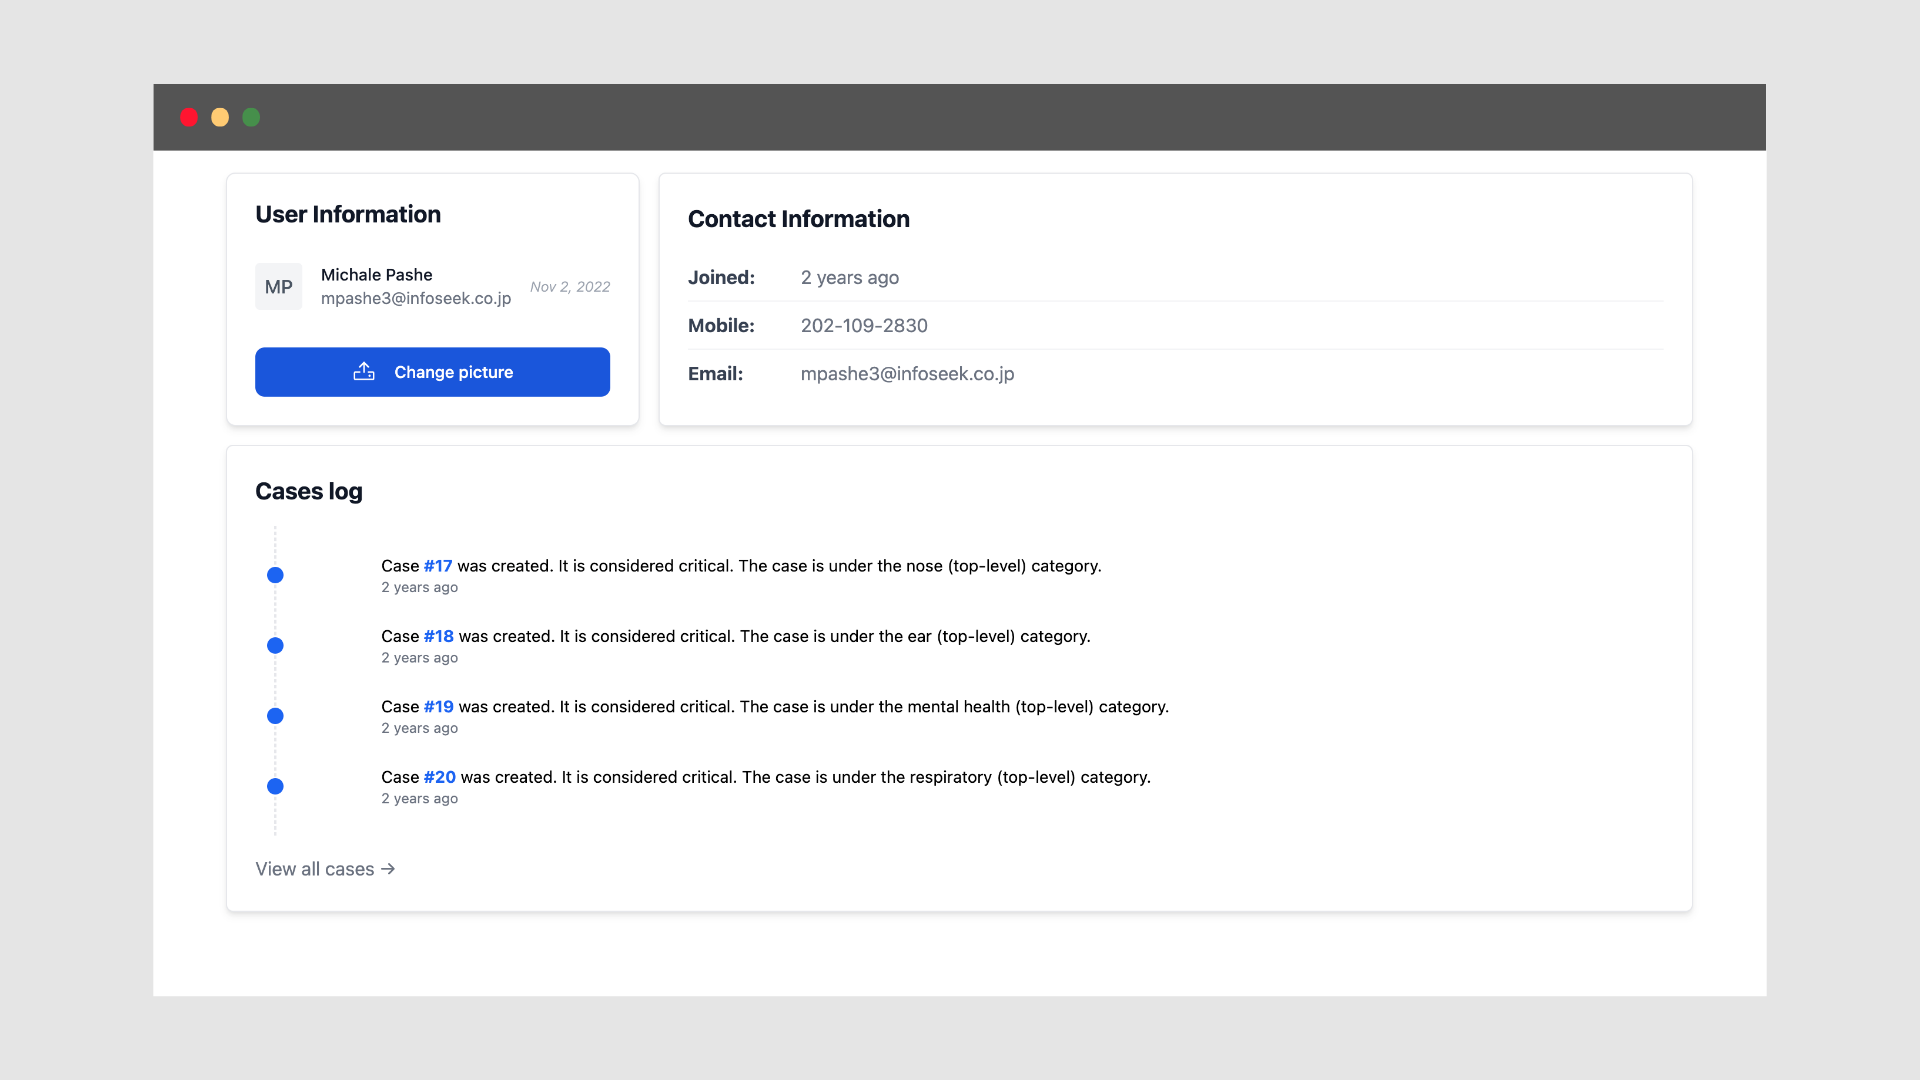 User Information
MP
Michale Pashe
mpashe3@infoseek.co.jp
Nov 2, 2022
Change picture
Contact Information
Joined: 2 years ago
Mobile: 202-109-2830
Email: mpashe3@infoseek.co.jp
Cases log
Case #17 was created. It is considered critical. The case is under the nose (top-level) category.
2 years ago
Case #18 was created. It is considered critical. The case is under the ear (top-level) category.
2 years ago
Case #19 was created. It is considered critical. The case is under the mental health (top-level) category.
2 years ago
Case #20 was created. It is considered critical. The case is under the respiratory (top-level) category.
2 years ago
View all cases →